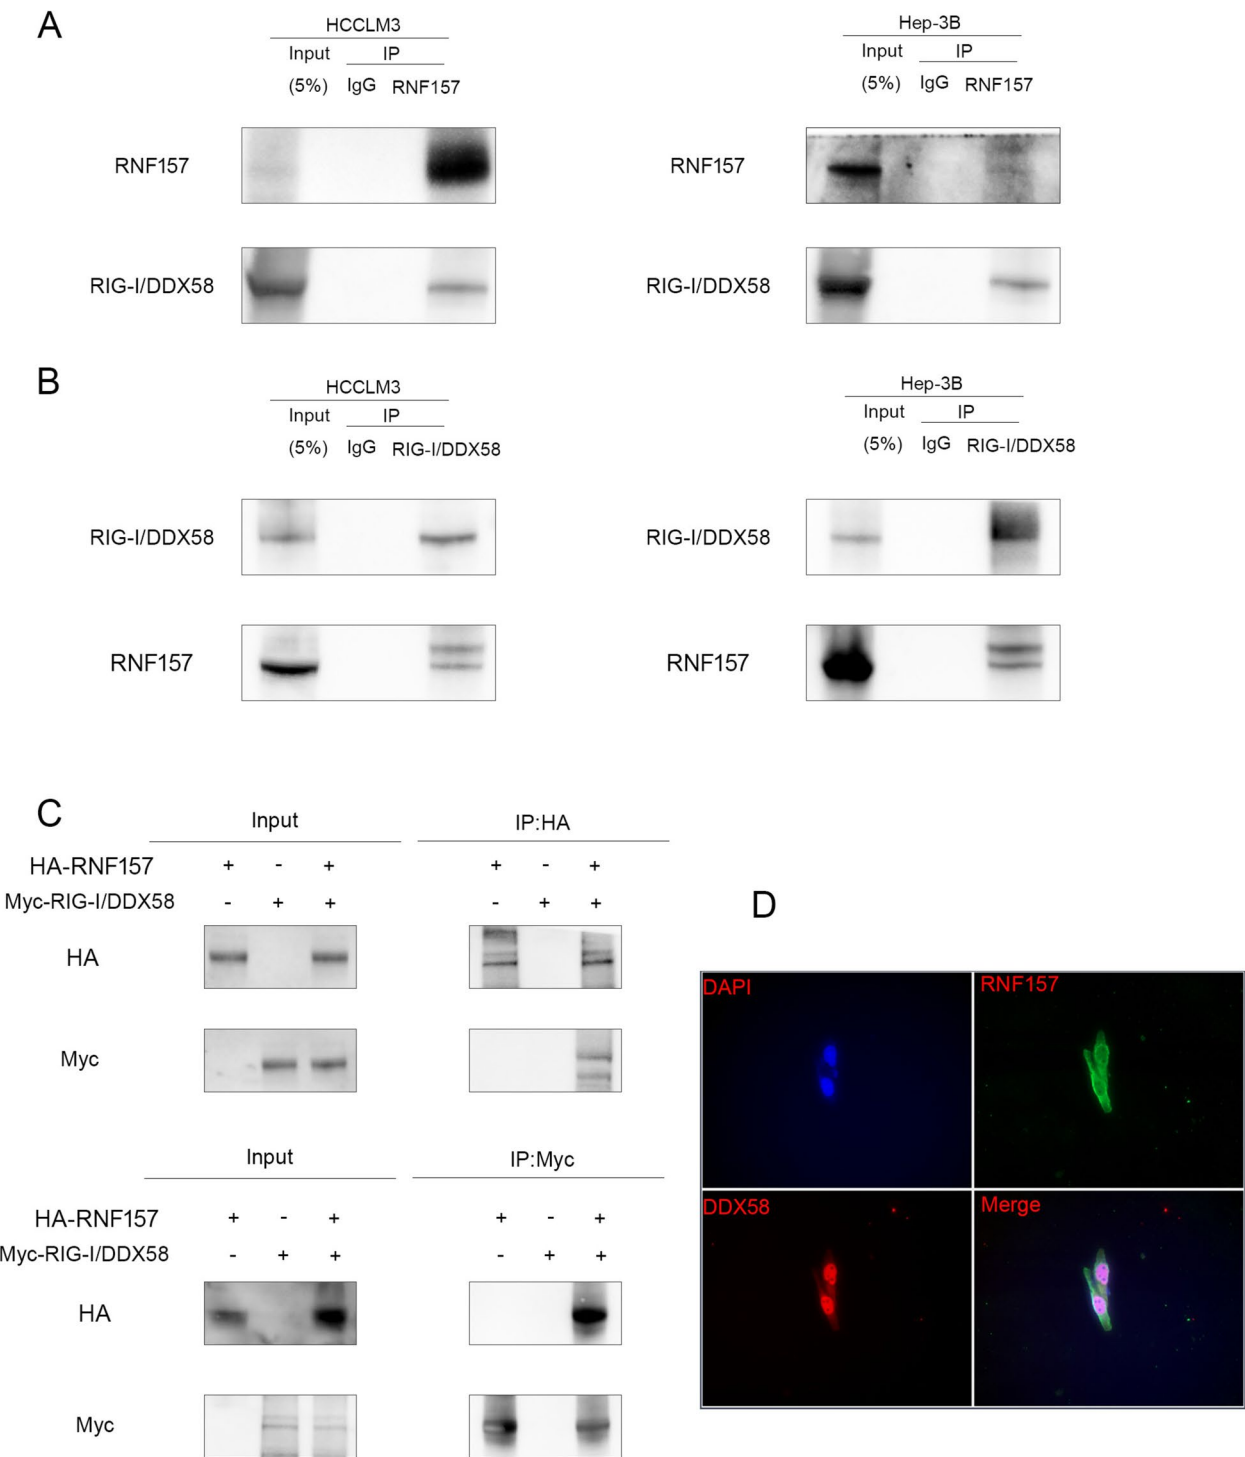 A
HCCLM3
Input
IP
(5%)
IgG
RNF157
RNF157
RIG-I/DDX58
Hep-3B
Input
IP
(5%)
IgG
RNF157
RNF157
RIG-I/DDX58
B
HCCLM3
Input
IP
(5%)
IgG
RIG-I/DDX58
RIG-I/DDX58
RNF157
Hep-3B
Input
IP
(5%)
IgG
RIG-I/DDX58
RIG-I/DDX58
RNF157
C
Input
IP:HA
HA-RNF157 + - + + - +
Myc-RIG-I/DDX58 - + + - + +
HA
Myc
Input
IP:Myc
HA-RNF157 + - + + - +
Myc-RIG-I/DDX58 - + + - + +
HA
Myc
D
DAPI
RNF157
DDX58
Merge